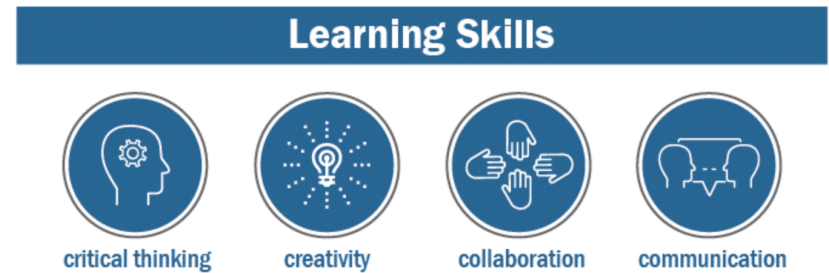 Learning Skills
critical thinking
creativity
collaboration
communication